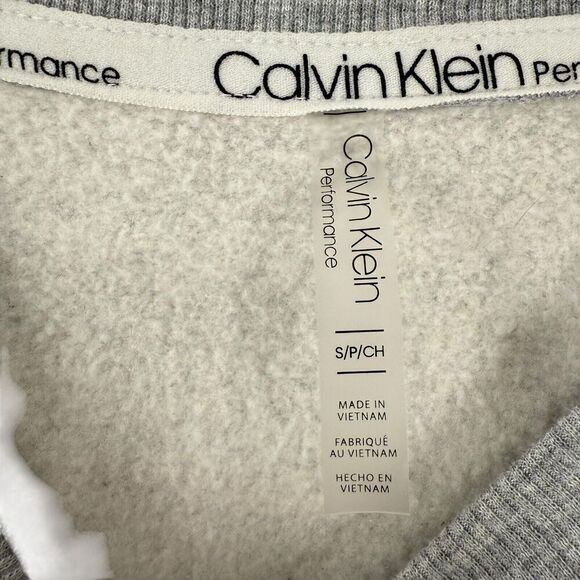 rmance Calvin Klein Per
Calvin Klein
Performance
S/P/CH
MADE IN
VIETNAM
FABRIQUÉ
AU VIETNAM
HECHO EN
VIETNAM